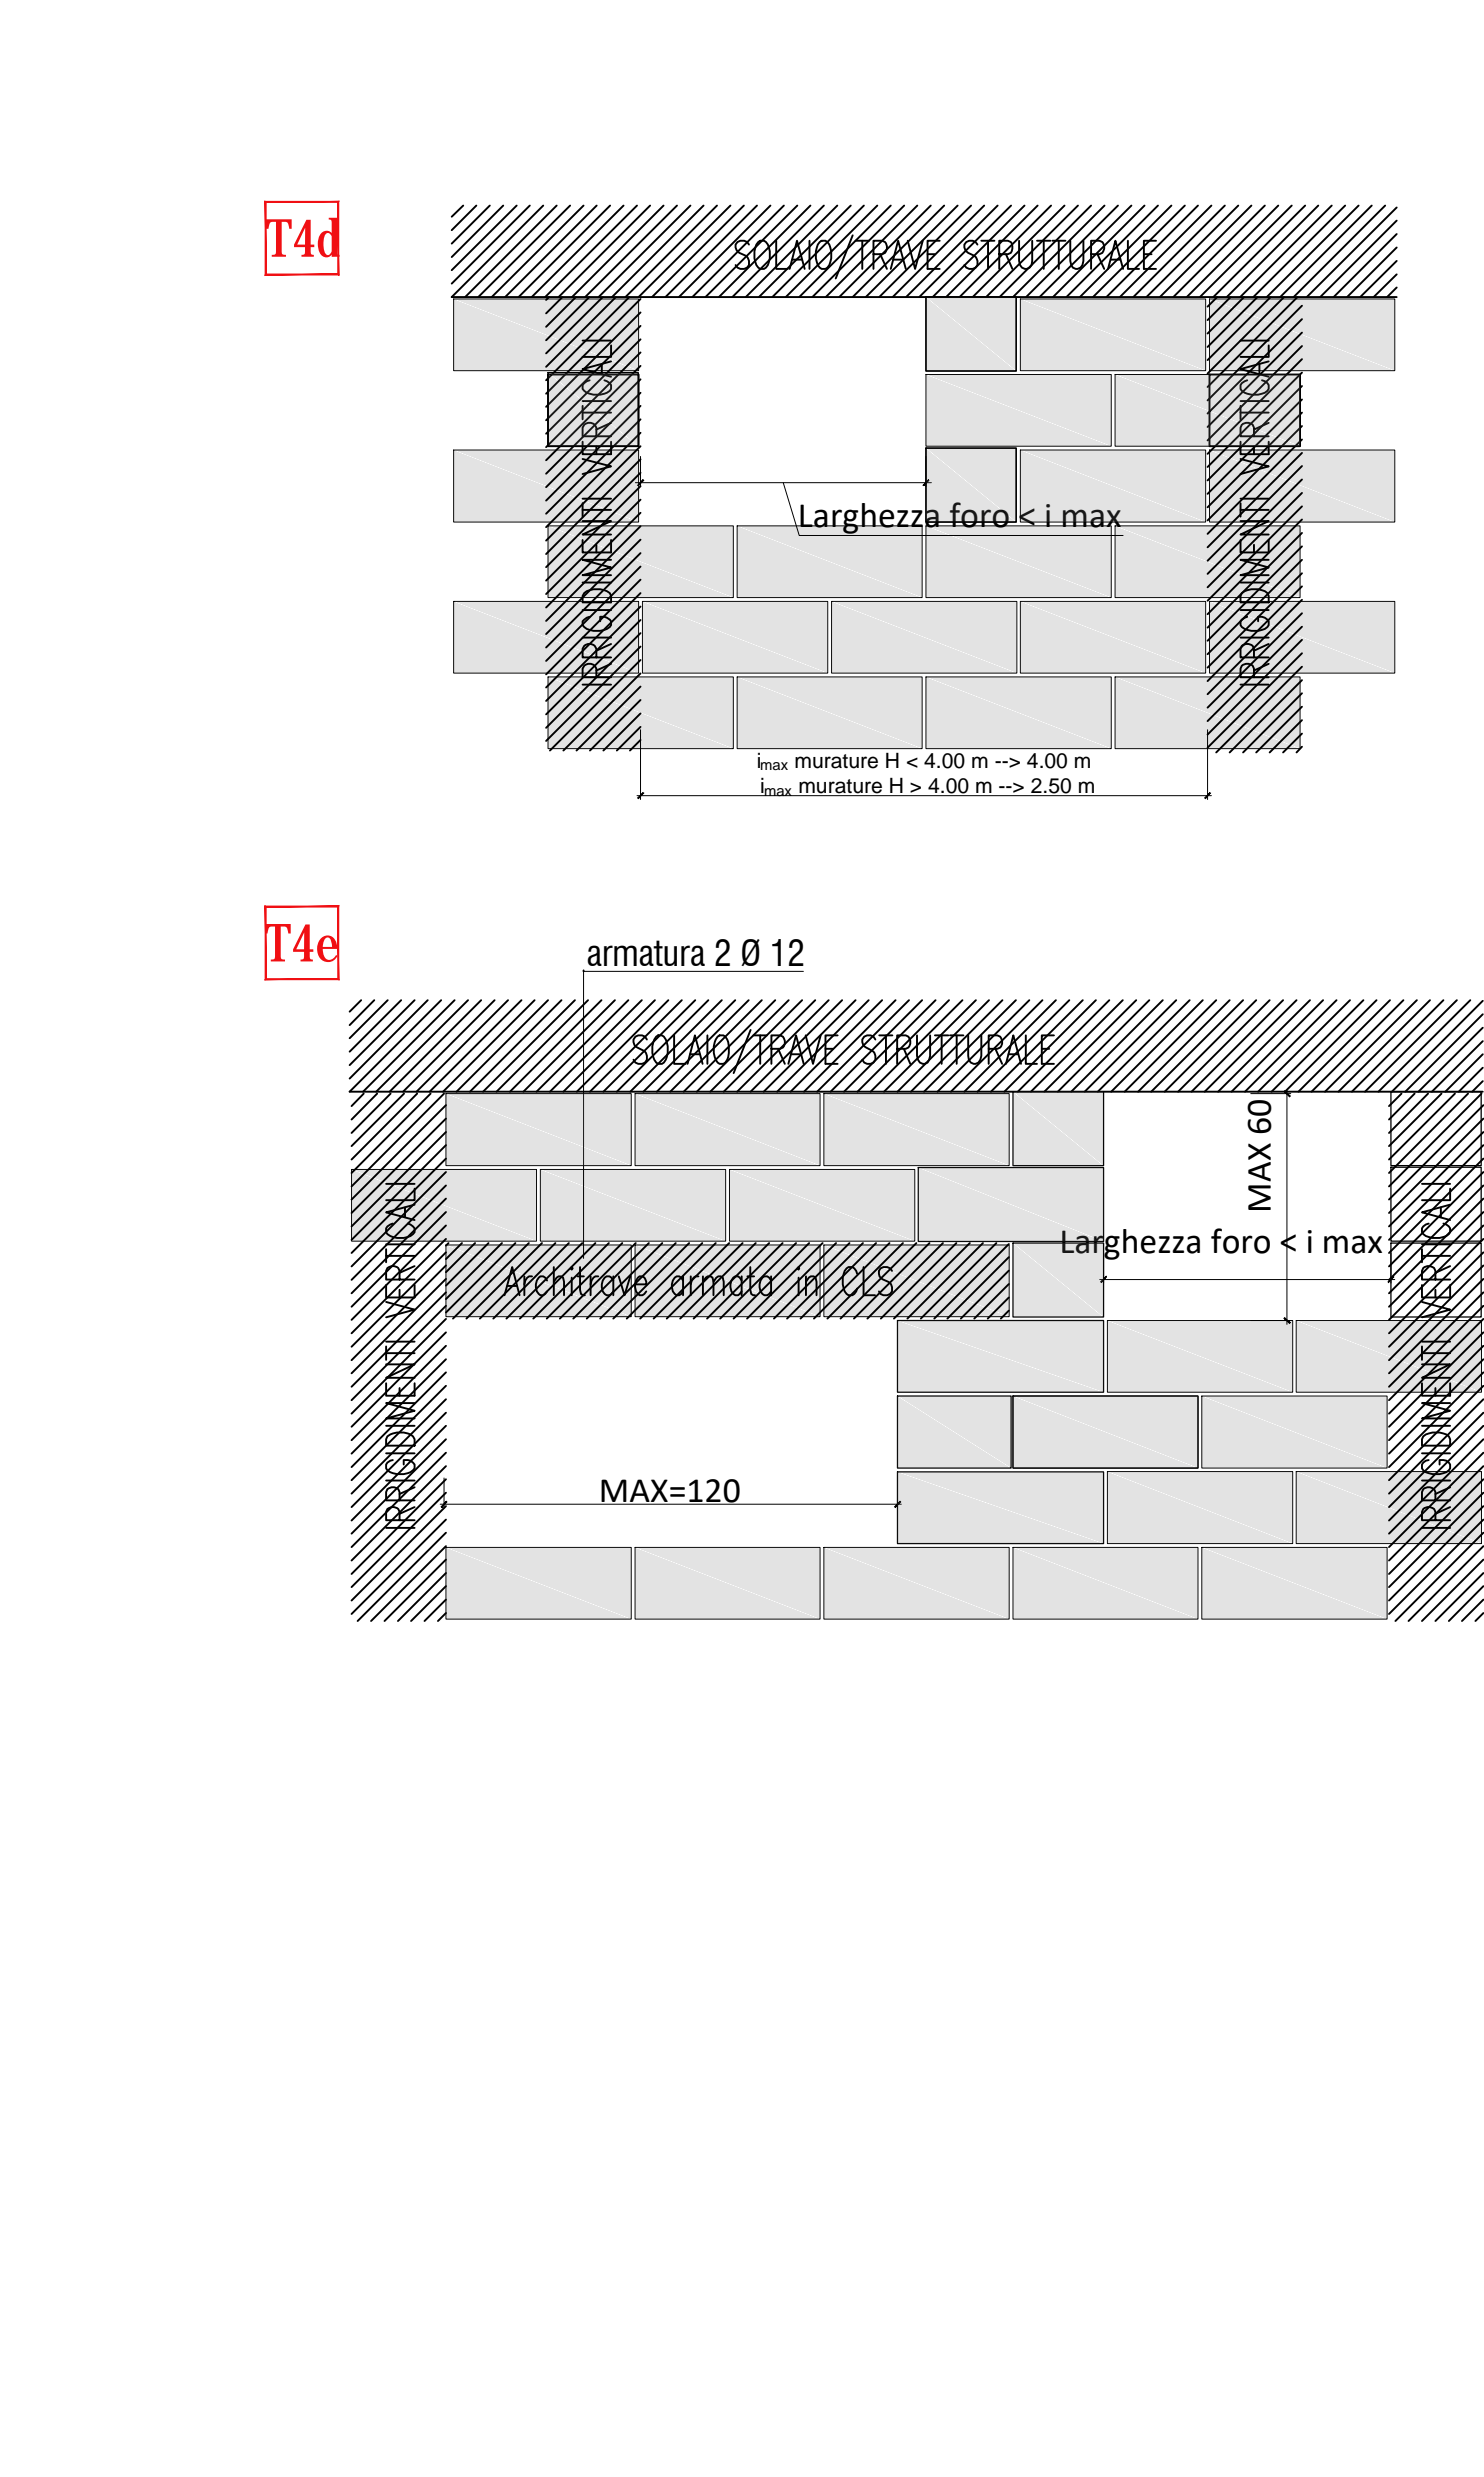 T4d
SOLAIO/TRAVE STRUTTURALE
IRRIGIDIMENTI VERTICALI
IRRIGIDIMENTI VERTICALI
Larghezza foro < i max
imax murature H < 4.00 m --> 4.00 m
imax murature H > 4.00 m --> 2.50 m
T4e
armatura 2 Ø 12
SOLAIO/TRAVE STRUTTURALE
MAX 60
Larghezza foro < i max
IRRIGIDIMENTI VERTICALI
Architrave armata in CLS
IRRIGIDIMENTI VERTICALI
MAX=120